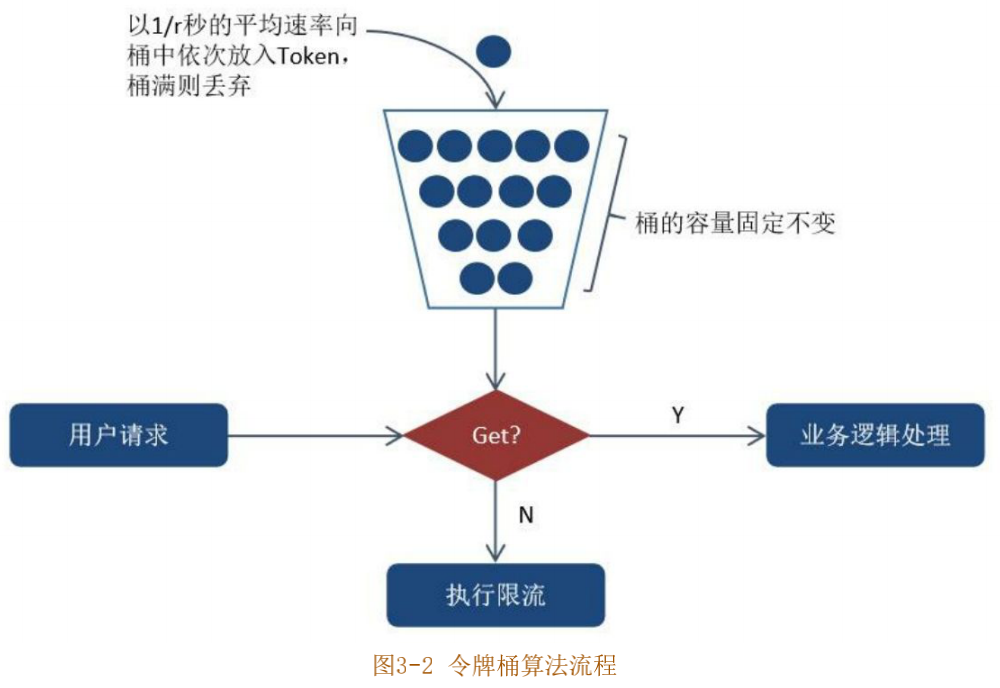 以1/r秒的平均速率向
桶中依次放入Token，
桶满则丢弃
桶的容量固定不变
用户请求
Get?
Y
业务逻辑处理
N
执行限流
图3-2 令牌桶算法流程